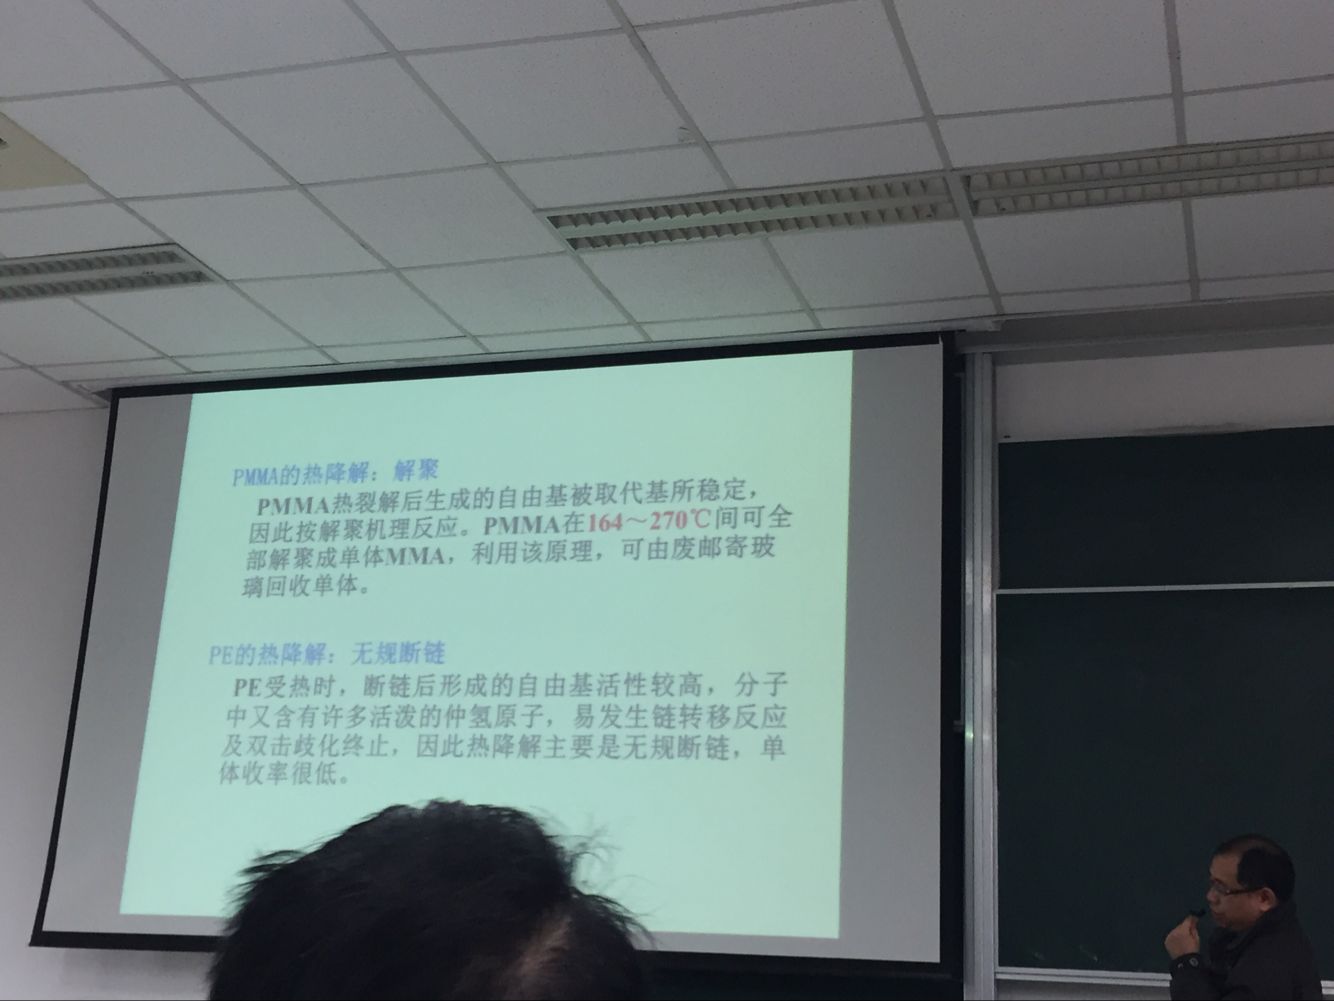 PMMA的热降解：解聚
PMMA热裂解后生成的自由基被取代基所稳定，
因此按解聚机理反应。PMMA在164～270℃间可全
部解聚成单体MMA，利用该原理，可由废邮寄玻
璃回收单体。
PE的热降解：无规断链
PE受热时，断链后形成的自由基活性较高，分子
中又含有许多活泼的仲氢原子，易发生链转移反应
及双击歧化终止，因此热降解主要是无规断链，单
体收率很低。